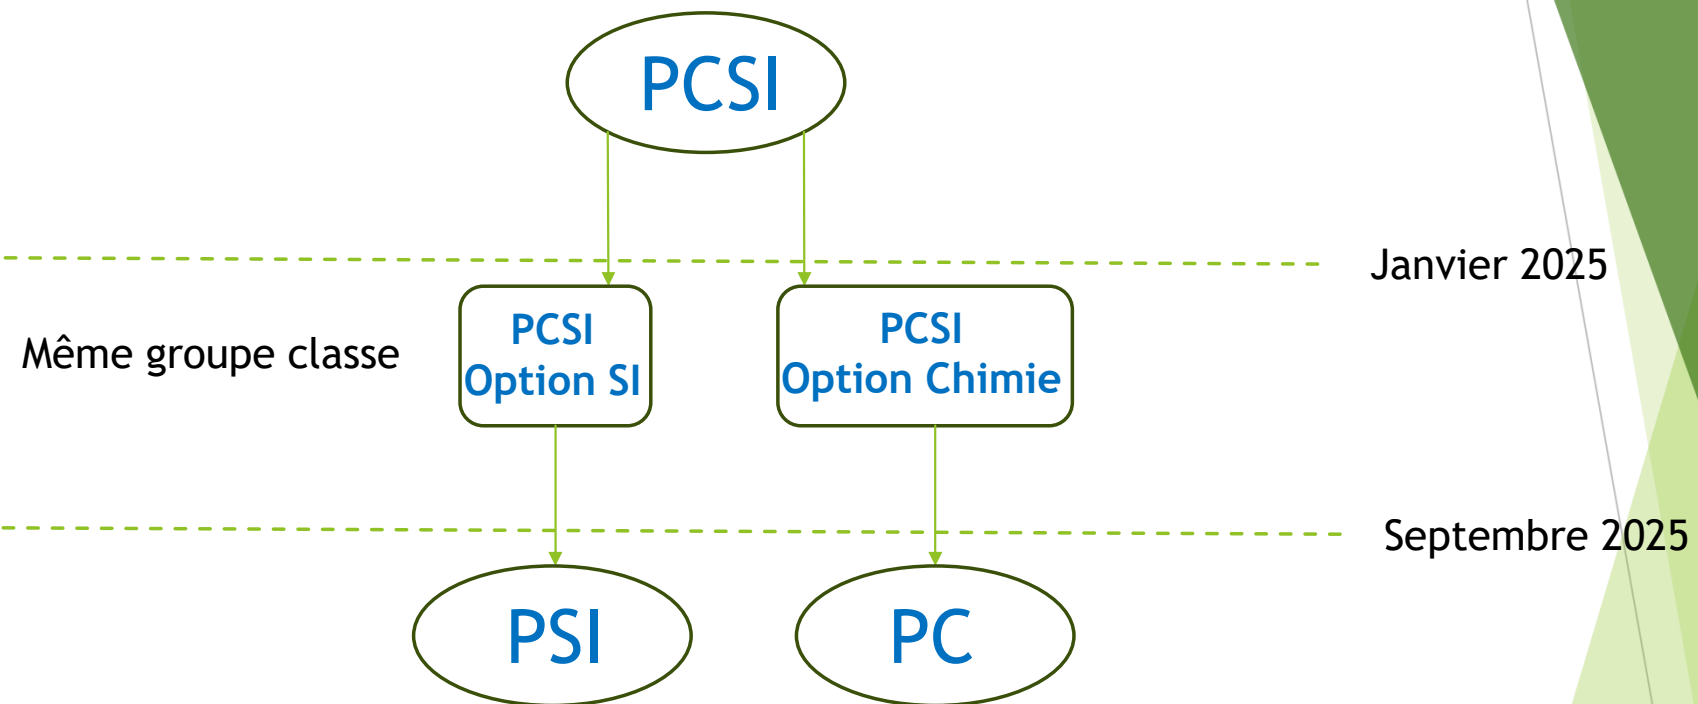 PCSI
Janvier 2025
Même groupe classe
PCSI
Option SI
PCSI
Option Chimie
Septembre 2025
PSI
PC